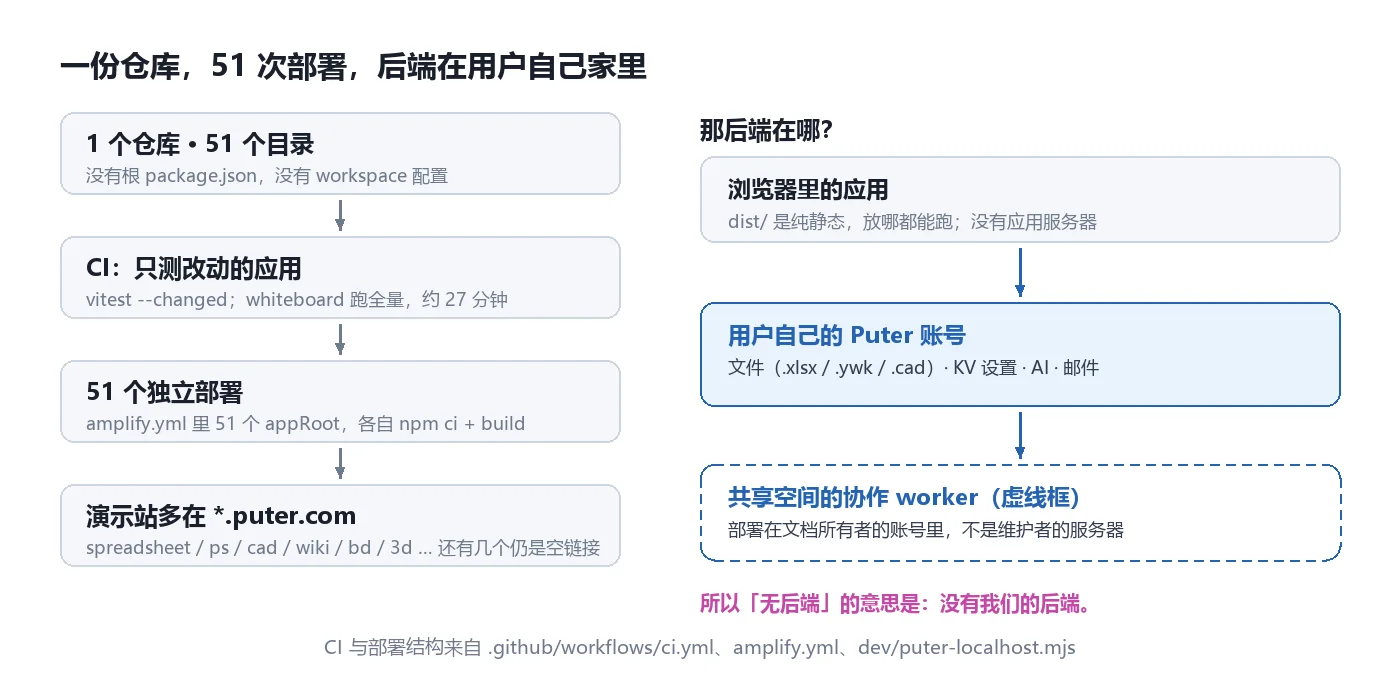 一份仓库，51 次部署，后端在用户自己家里
1 个仓库 • 51 个目录
没有根 package.json，没有 workspace 配置
CI：只测改动的应用
vitest --changed；whiteboard 跑全量，约 27 分钟
51 个独立部署
amplify.yml 里 51 个 appRoot，各自 npm ci + build
演示站多在 *.puter.com
spreadsheet / ps / cad / wiki / bd / 3d ... 还有几个仍是空链接
那后端在哪？
浏览器里的应用
dist/ 是纯静态，放哪都能跑；没有应用服务器
用户自己的 Puter 账号
文件（.xlsx / .ywk / .cad）· KV 设置 · AI · 邮件
共享空间的协作 worker（虚线框）
部署在文档所有者的账号里，不是维护者的服务器
所以「无后端」的意思是：没有我们的后端。
CI 与部署结构来自 .github/workflows/ci.yml、amplify.yml、dev/puter-localhost.mjs